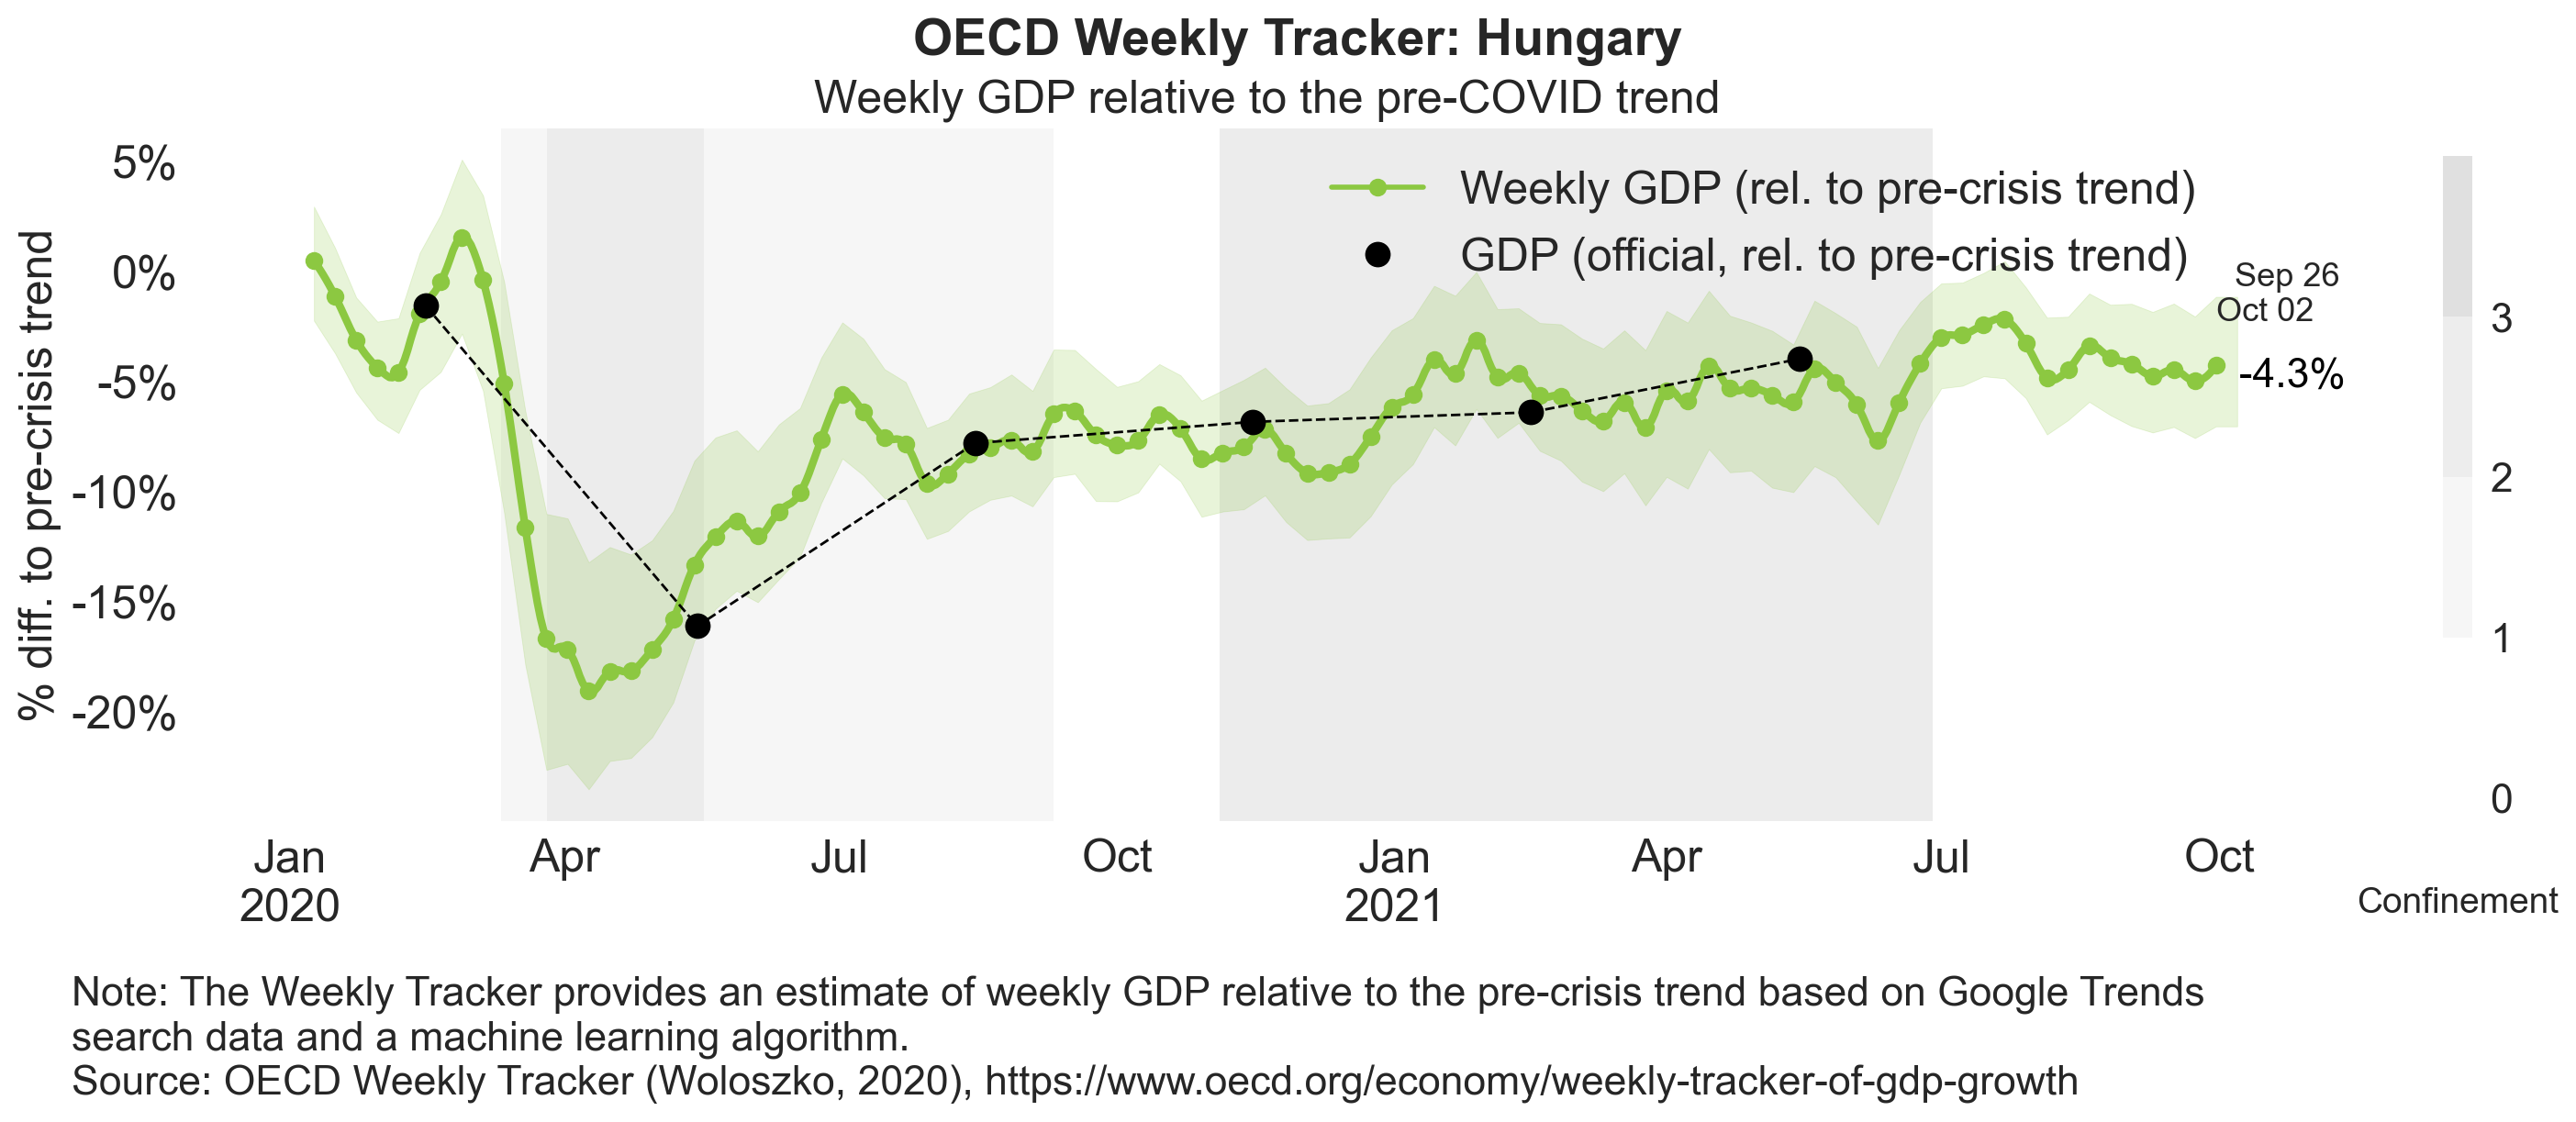 OECD Weekly Tracker: Hungary
Weekly GDP relative to the pre-COVID trend
% diff. to pre-crisis trend
5%
0%
-5%
-10%
-15%
-20%
Weekly GDP (rel. to pre-crisis trend)
GDP (official, rel. to pre-crisis trend)
Sep 26
Oct 02
-4.3%
3
2
1
0
Jan Apr Jul Oct Jan Apr Jul Oct
2020 2021
Confinement
Note: The Weekly Tracker provides an estimate of weekly GDP relative to the pre-crisis trend based on Google Trends
search data and a machine learning algorithm.
Source: OECD Weekly Tracker (Woloszko, 2020), https://www.oecd.org/economy/weekly-tracker-of-gdp-growth